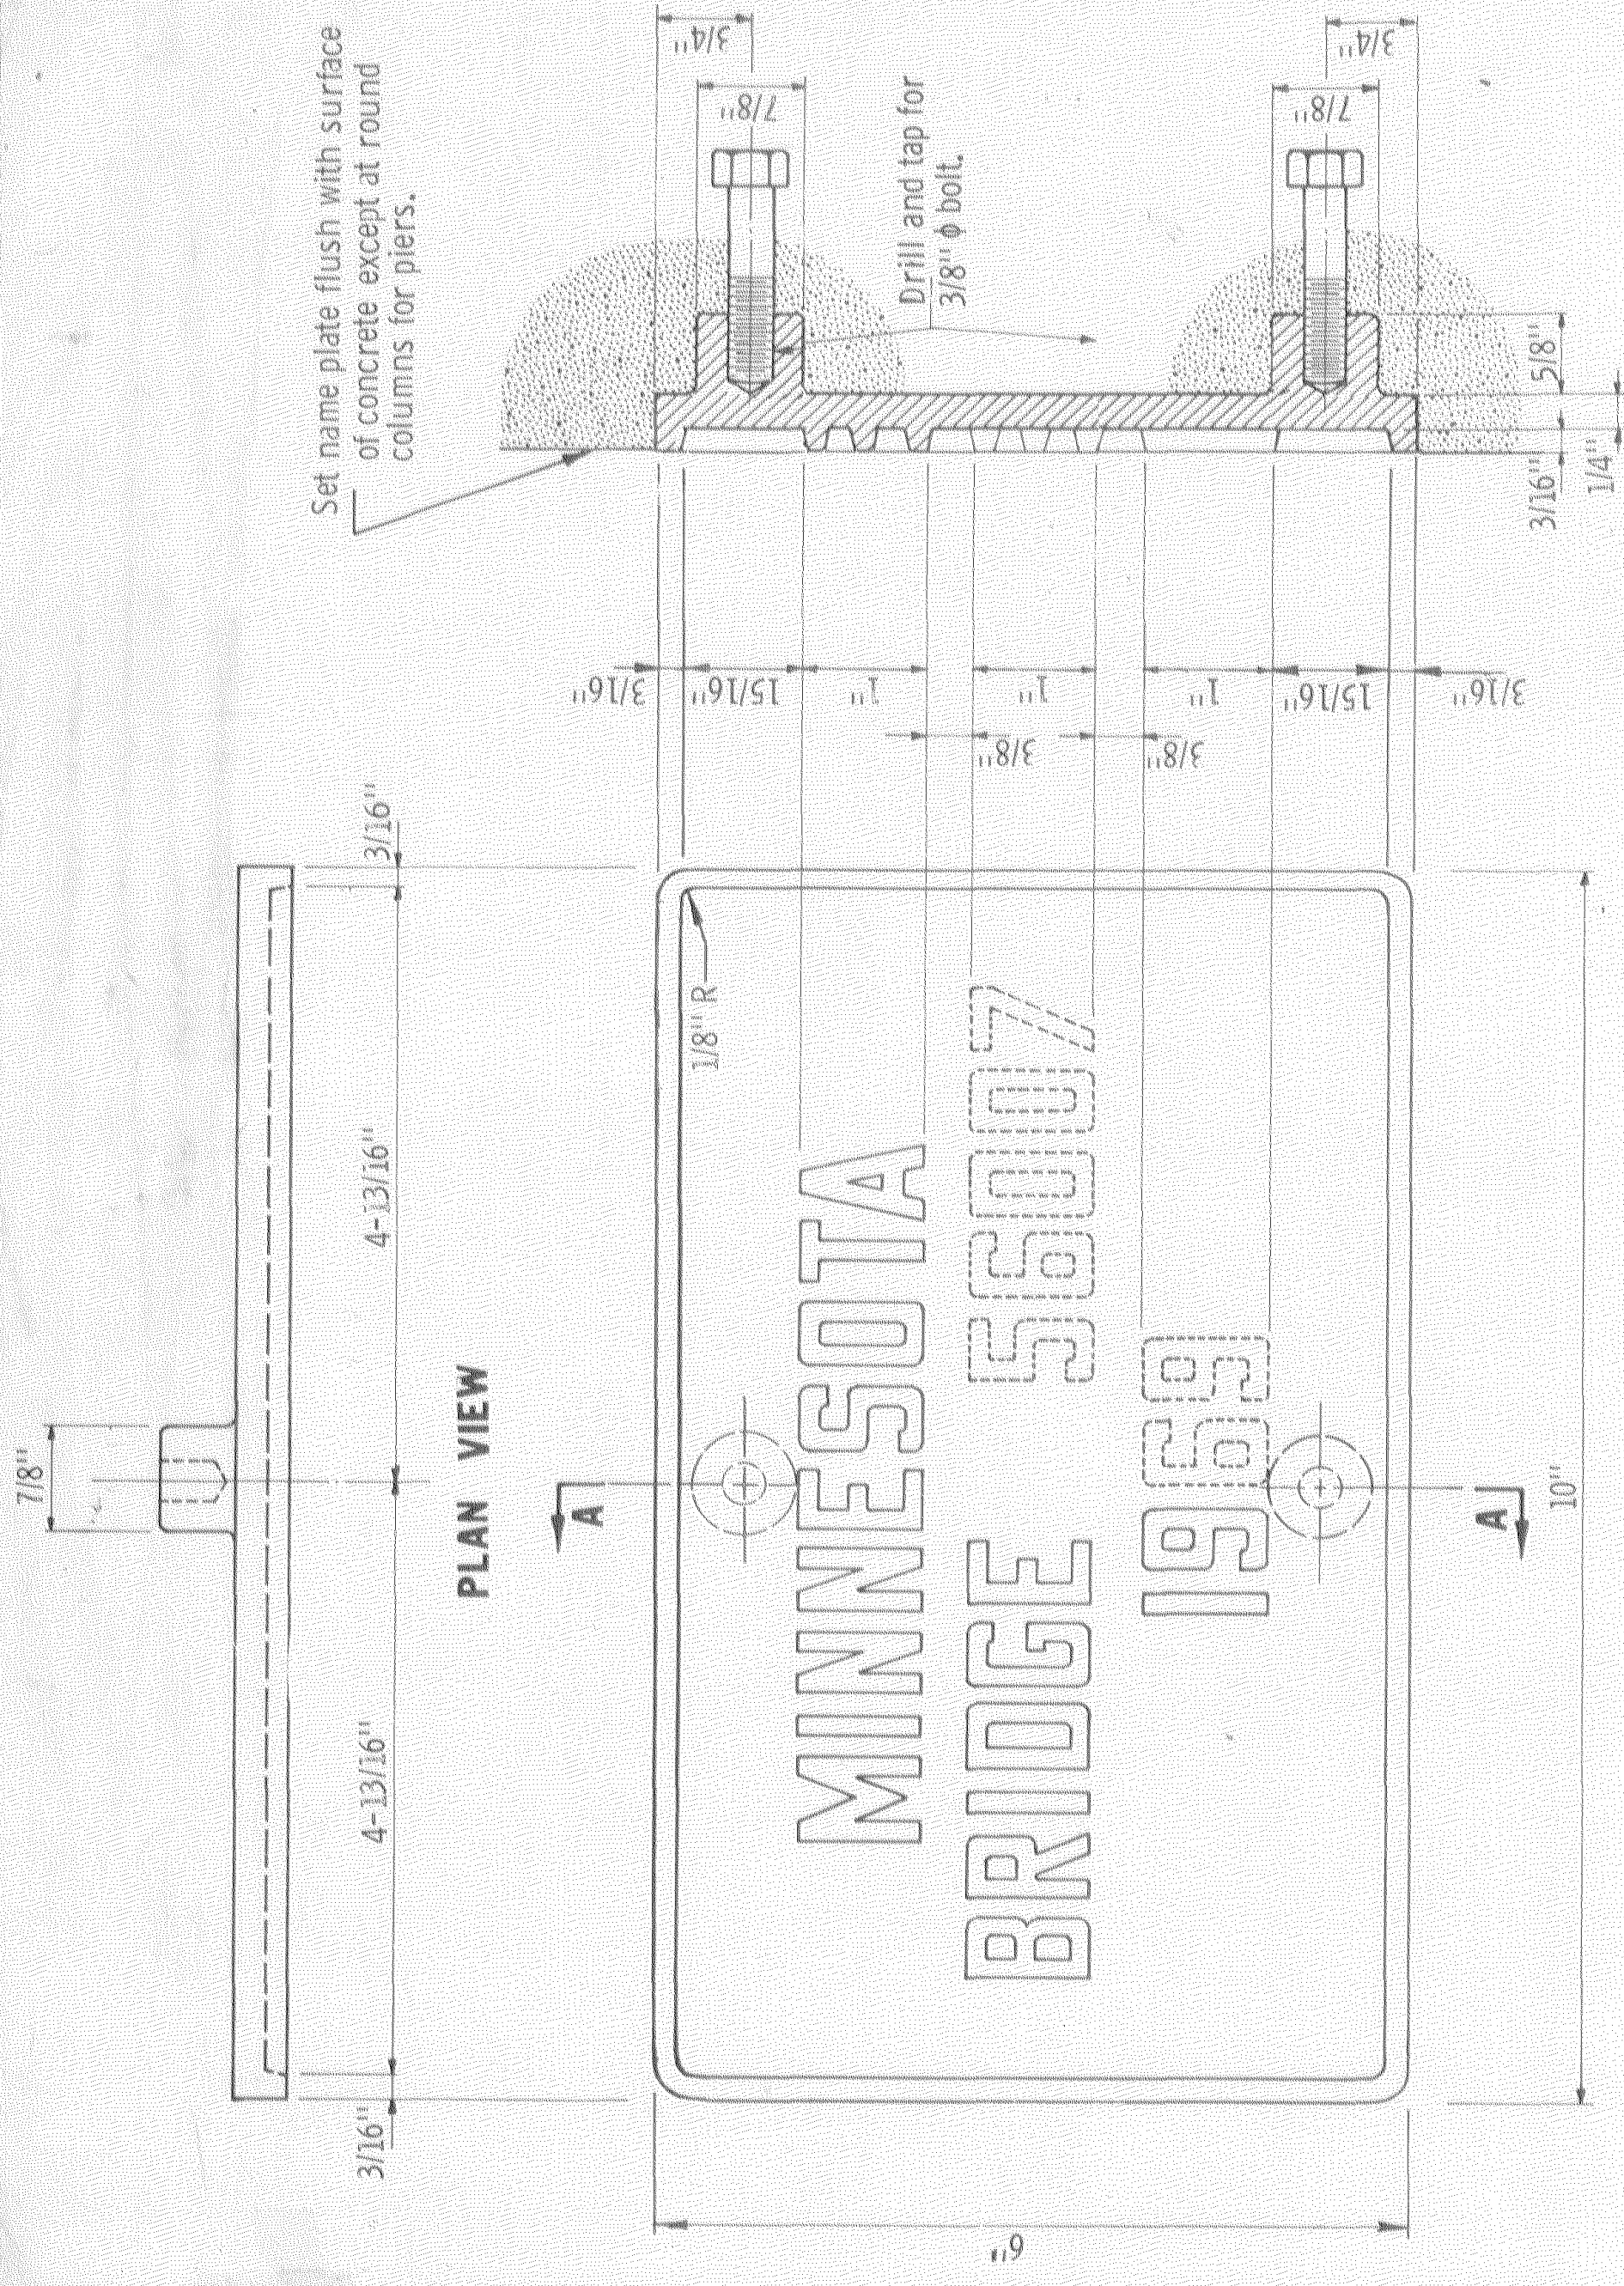 7/8"
3/16"
4-13/16"
4-13/16"
3/16"
PLAN VIEW
A
1/8" R
MINNESOTA
BRIDGE 56007
1969
A
6"
10"
3/16"
15/16"
1"
3/8"
1"
3/8"
1"
15/16"
3/16"
Set name plate flush with surface
of concrete except at round
columns for piers.
3/4"
7/8"
Drill and tap for
3/8" ϕ bolt.
7/8"
3/4"
3/16"
5/8"
1/4"